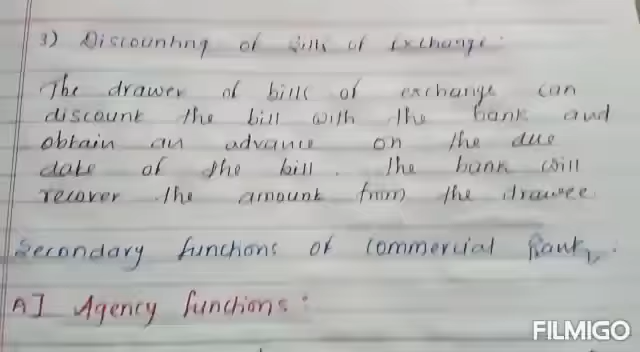 3) Discounting of Bills of Exchange.
The drawer of bills of exchange can
discount the bill with the bank and
obtain an advance on the due
date of the bill. The bank will
recover the amount from the drawee
Secondary functions of Commercial Bank.
A] Agency functions:
FILMIGO